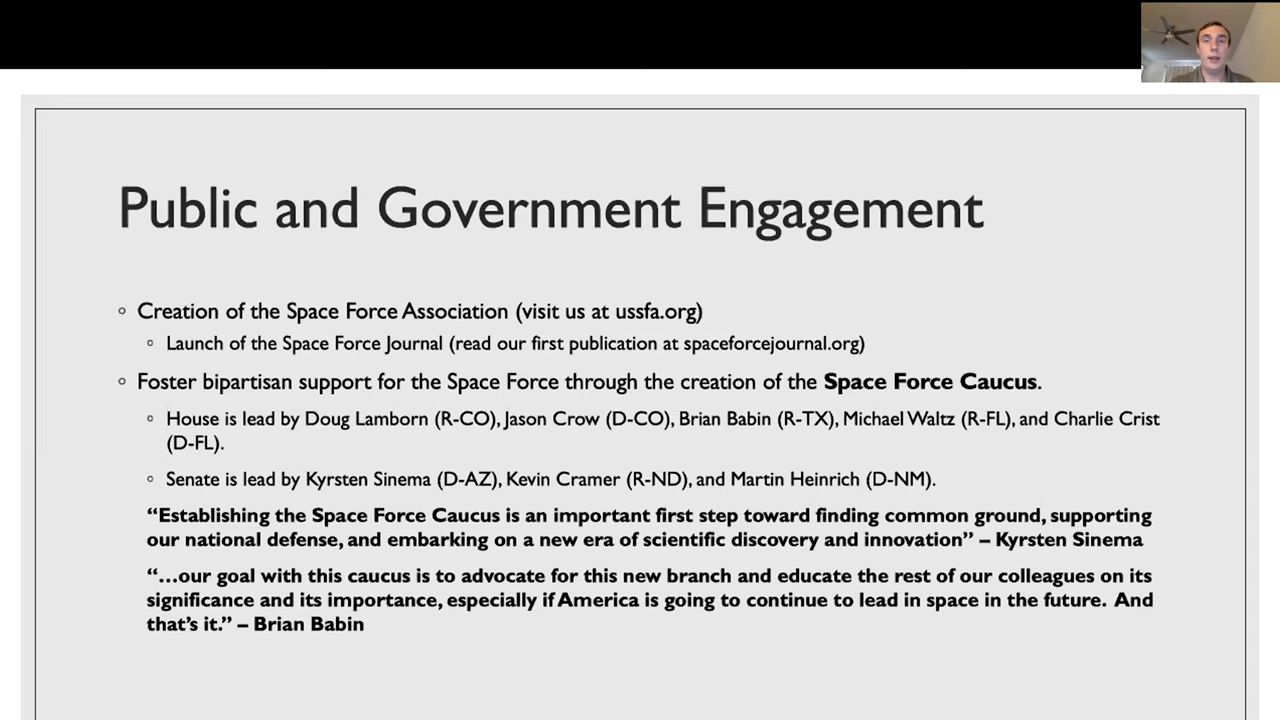 Public and Government Engagement
◦ Creation of the Space Force Association (visit us at ussfa.org)
◦ Launch of the Space Force Journal (read our first publication at spaceforcejournal.org)
◦ Foster bipartisan support for the Space Force through the creation of the Space Force Caucus.
◦ House is lead by Doug Lamborn (R-CO), Jason Crow (D-CO), Brian Babin (R-TX), Michael Waltz (R-FL), and Charlie Crist
(D-FL).
◦ Senate is lead by Kyrsten Sinema (D-AZ), Kevin Cramer (R-ND), and Martin Heinrich (D-NM).
“Establishing the Space Force Caucus is an important first step toward finding common ground, supporting
our national defense, and embarking on a new era of scientific discovery and innovation” – Kyrsten Sinema
“…our goal with this caucus is to advocate for this new branch and educate the rest of our colleagues on its
significance and its importance, especially if America is going to continue to lead in space in the future. And
that’s it.” – Brian Babin